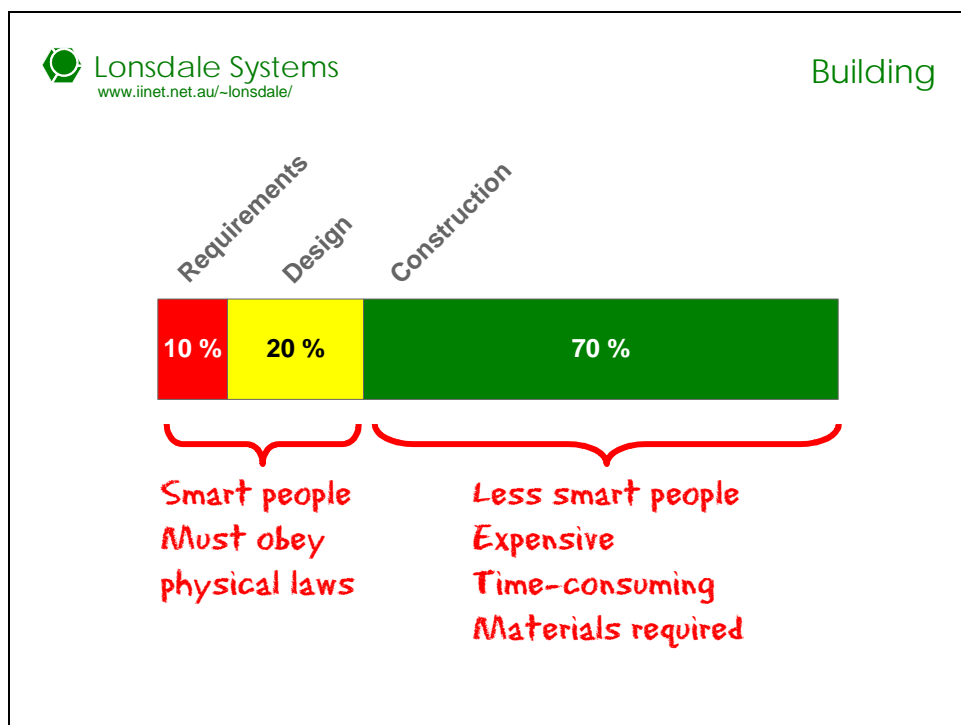 Lonsdale Systems
www.iinet.net.au/~lonsdale/
Building
Requirements
Design
Construction
10 %
20 %
70 %
Smart people
Must obey
physical laws
Less smart people
Expensive
Time-consuming
Materials required